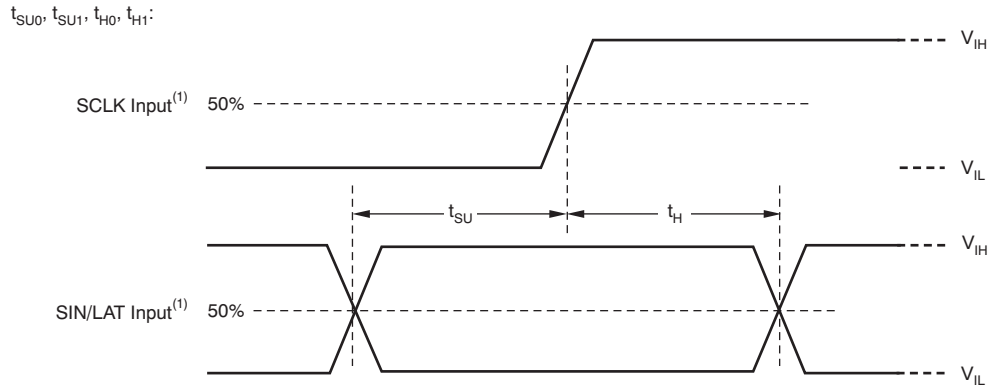 tSU0, tSU1, tH0, tH1:
VIH
SCLK Input(1) 50%
VIL
tSU tH
VIH
SIN/LAT Input(1) 50%
VIL